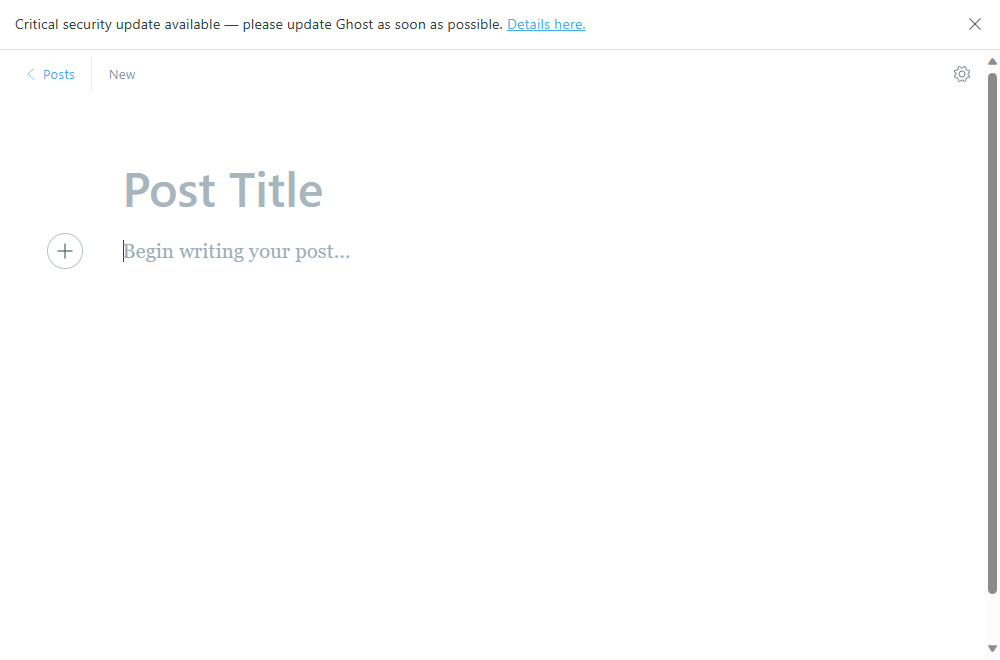 Critical security update available — please update Ghost as soon as possible. Details here.
Posts
New
Post Title
Begin writing your post...